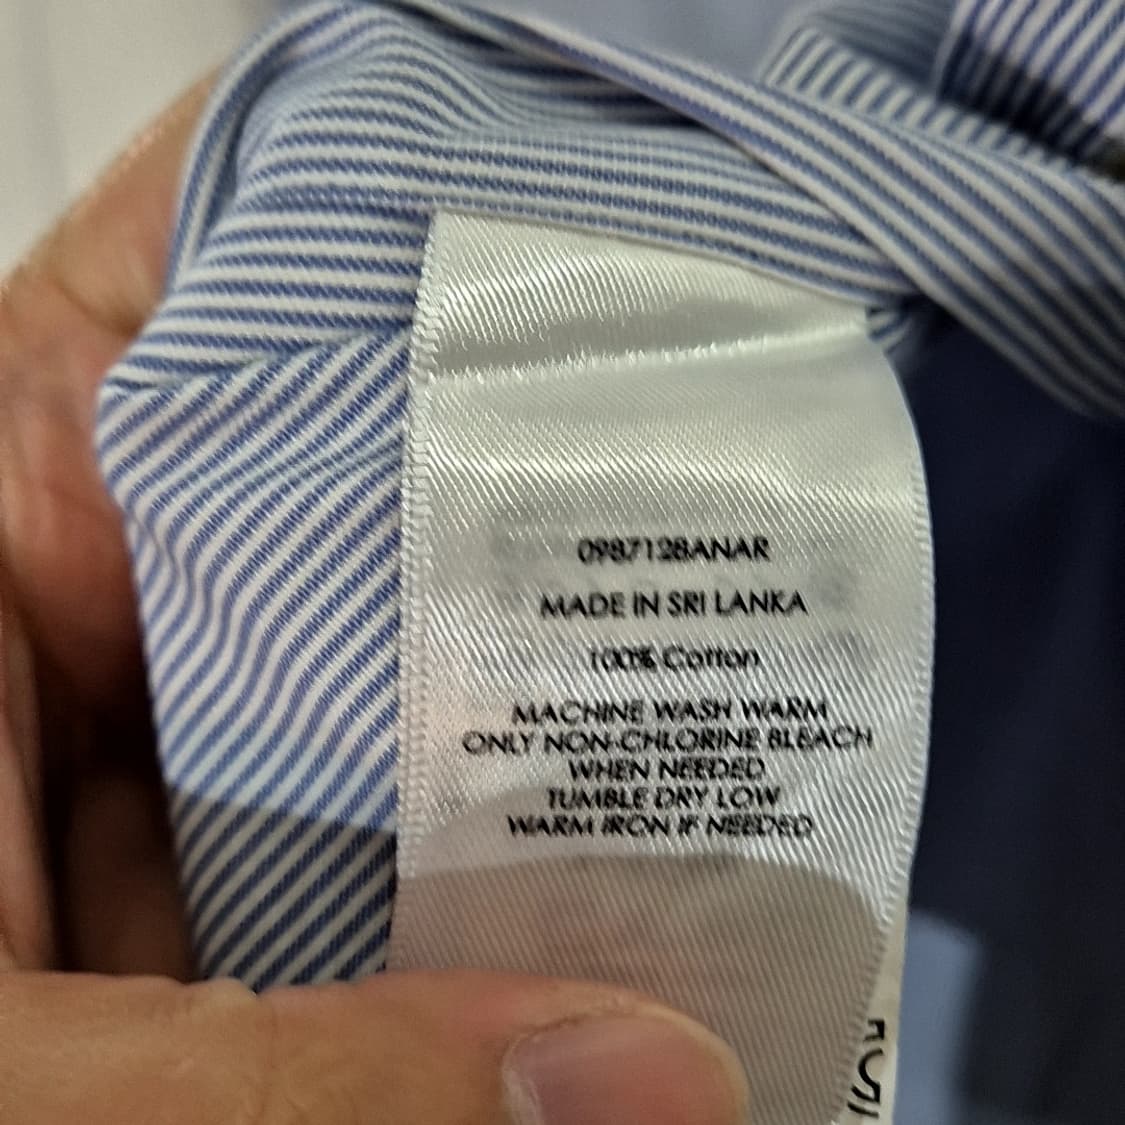 098712BANAR
MADE IN SRI LANKA
100% Cotton
MACHINE WASH WARM
ONLY NON-CHLORINE BLEACH
WHEN NEEDED
TUMBLE DRY LOW
WARM IRON IF NEEDED